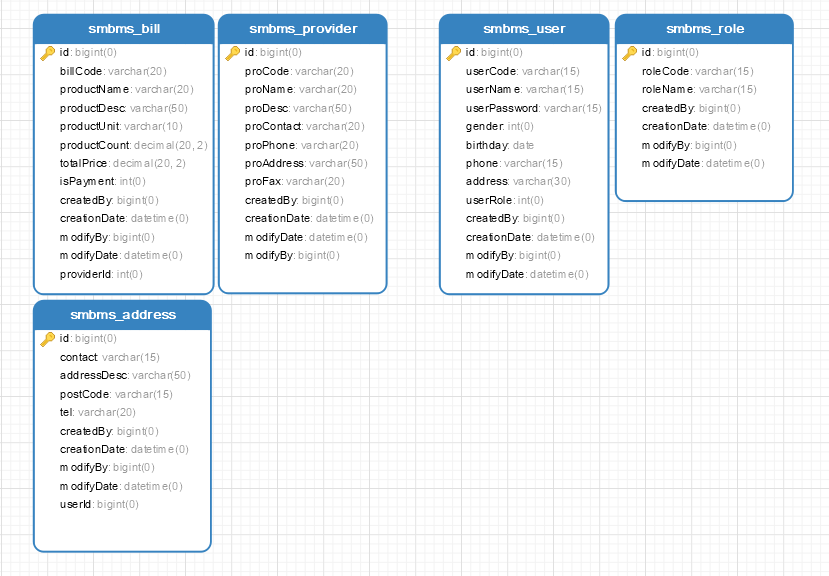 smbms_bill
id: bigint(0)
billCode: varchar(20)
productName: varchar(20)
productDesc: varchar(50)
productUnit: varchar(10)
productCount: decimal(20, 2)
totalPrice: decimal(20, 2)
isPayment: int(0)
createdBy: bigint(0)
creationDate: datetime(0)
modifyBy: bigint(0)
modifyDate: datetime(0)
providerId: int(0)
smbms_provider
id: bigint(0)
proCode: varchar(20)
proName: varchar(20)
proDesc: varchar(50)
proContact: varchar(20)
proPhone: varchar(20)
proAddress: varchar(50)
proFax: varchar(20)
createdBy: bigint(0)
creationDate: datetime(0)
modifyDate: datetime(0)
modifyBy: bigint(0)
smbms_user
id: bigint(0)
userCode: varchar(15)
userName: varchar(15)
userPassword: varchar(15)
gender: int(0)
birthday: date
phone: varchar(15)
address: varchar(30)
userRole: int(0)
createdBy: bigint(0)
creationDate: datetime(0)
modifyBy: bigint(0)
modifyDate: datetime(0)
smbms_role
id: bigint(0)
roleCode: varchar(15)
roleName: varchar(15)
createdBy: bigint(0)
creationDate: datetime(0)
modifyBy: bigint(0)
modifyDate: datetime(0)
smbms_address
id: bigint(0)
contact: varchar(15)
addressDesc: varchar(50)
postCode: varchar(15)
tel: varchar(20)
createdBy: bigint(0)
creationDate: datetime(0)
modifyBy: bigint(0)
modifyDate: datetime(0)
userId: bigint(0)